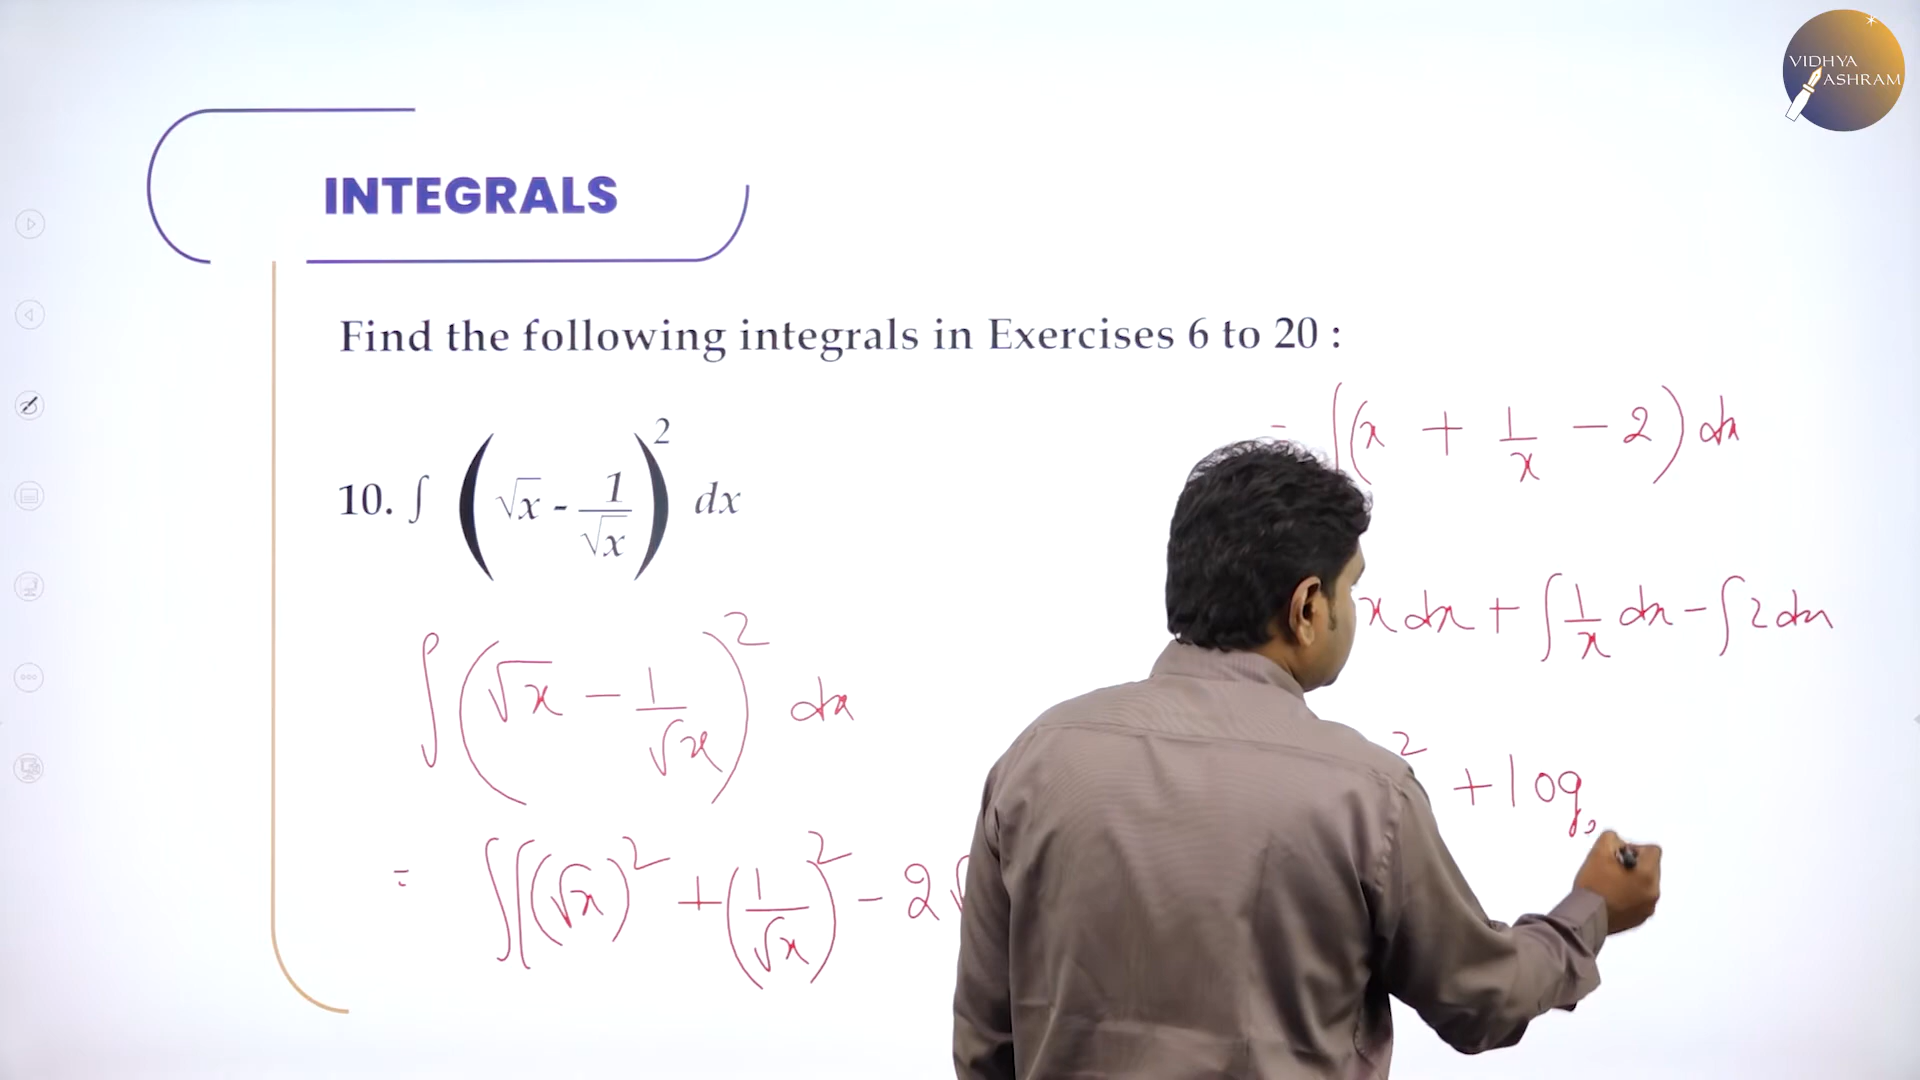 VIDHYA
ASHRAM
INTEGRALS
Find the following integrals in Exercises 6 to 20 :
10. ∫ (√x - 1/√x)² dx
∫ (√x − 1/√x)² dx
= ∫[(√x)² + (1/√x)² − 2√
= ∫(x + 1/x − 2) dx
x dx + ∫ 1/x dx − ∫ 2 dx
² + log